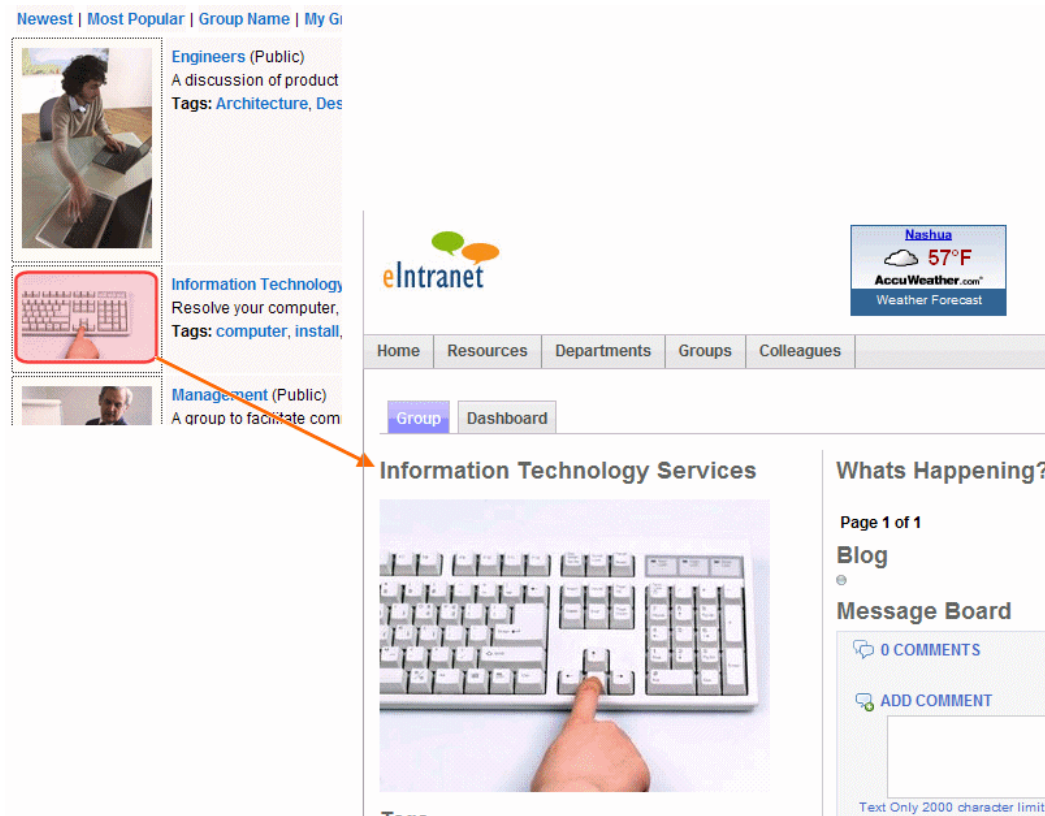 Newest | Most Popular | Group Name | My G
Engineers (Public)
A discussion of product
Tags: Architecture, Des
Information Technology
Resolve your computer,
Tags: computer, install,
Management (Public)
A group to facilitate com
eIntranet
Nashua
57°F
AccuWeather.com
Weather Forecast
Home Resources Departments Groups Colleagues
Group Dashboard
Information Technology Services
Whats Happening?
Page 1 of 1
Blog
Message Board
0 COMMENTS
ADD COMMENT
Text Only 2000 character limit
Tags